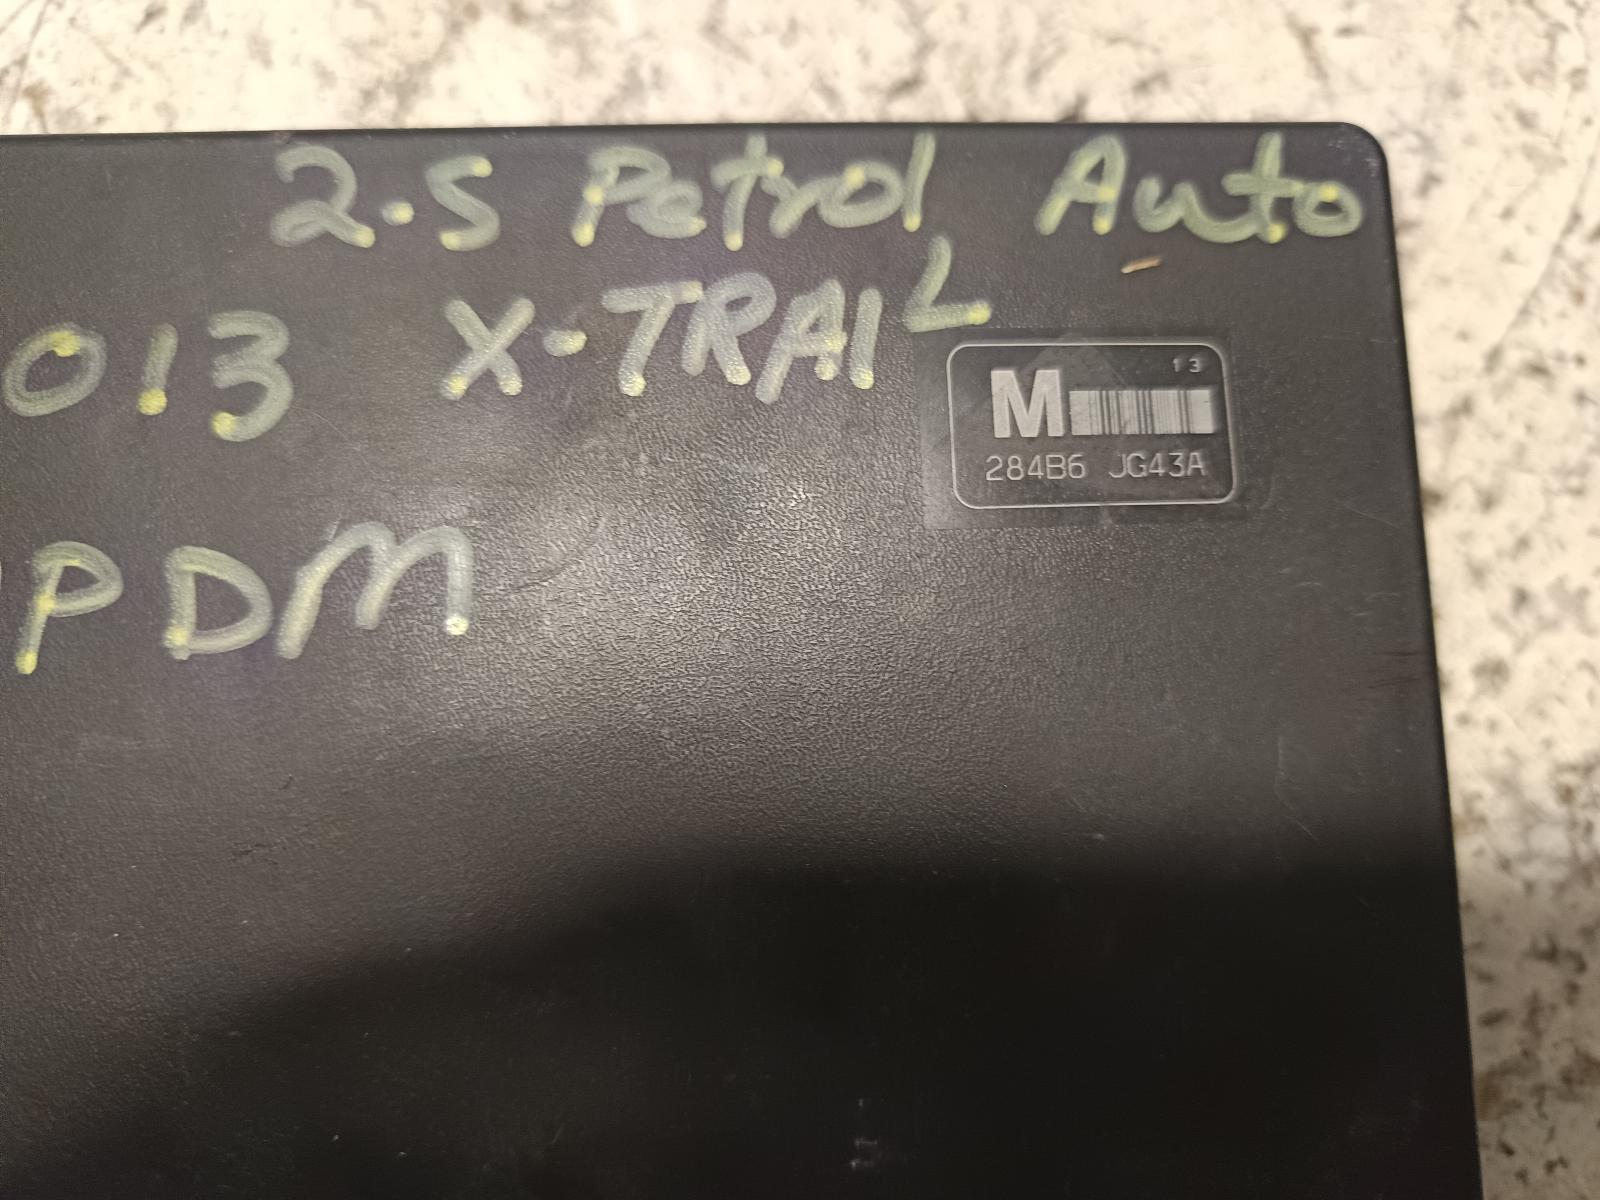 2.5 Petrol Auto
013 X-TRAIL
13
M
284B6 JG43A
PDM